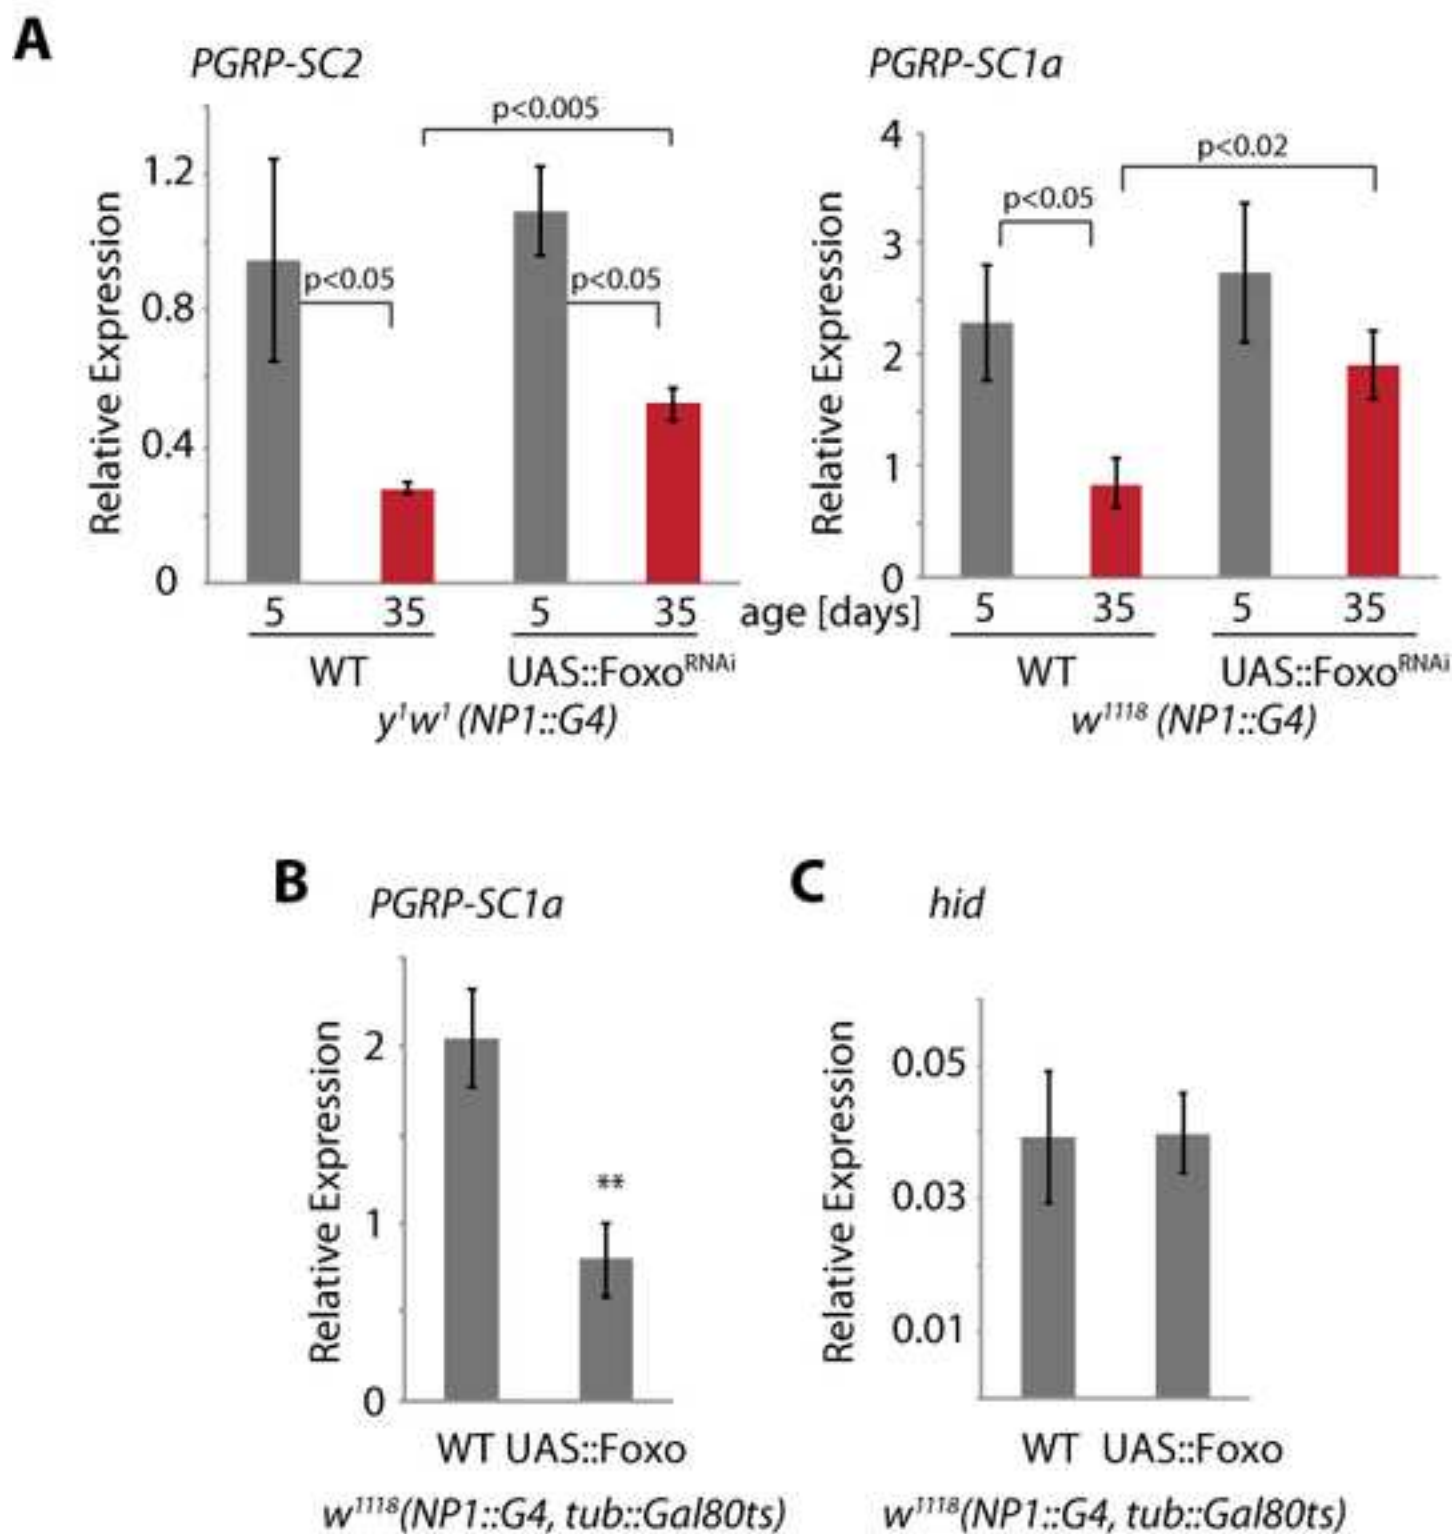 A
PGRP-SC2
p<0.005
1.2
0.8
0.4
0
Relative Expression
p<0.05
p<0.05
5 35 5 35
WT UAS::Foxo^RNAi
y^1w^1 (NP1::G4)
age [days]
PGRP-SC1a
4
3
2
1
0
Relative Expression
p<0.05
p<0.02
5 35 5 35
WT UAS::Foxo^RNAi
w^1118 (NP1::G4)
B
PGRP-SC1a
2
1
0
Relative Expression
**
WT UAS::Foxo
w^1118(NP1::G4, tub::Gal80ts)
C
hid
0.05
0.03
0.01
Relative Expression
WT UAS::Foxo
w^1118(NP1::G4, tub::Gal80ts)